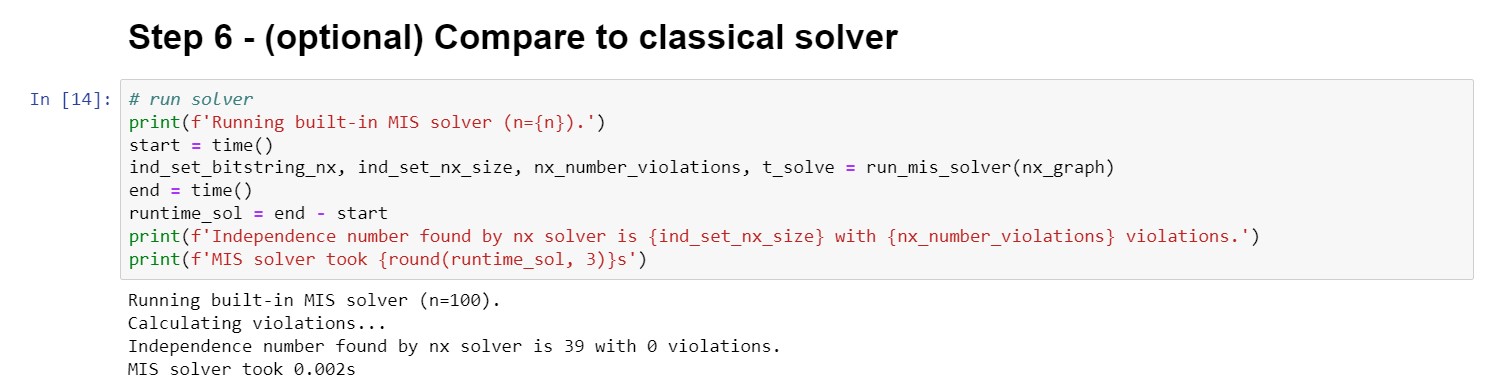 Step 6 - (optional) Compare to classical solver
In [14]:
# run solver
print(f'Running built-in MIS solver (n={n}).')
start = time()
ind_set_bitstring_nx, ind_set_nx_size, nx_number_violations, t_solve = run_mis_solver(nx_graph)
end = time()
runtime_sol = end - start
print(f'Independence number found by nx solver is {ind_set_nx_size} with {nx_number_violations} violations.')
print(f'MIS solver took {round(runtime_sol, 3)}s')
Running built-in MIS solver (n=100).
Calculating violations...
Independence number found by nx solver is 39 with 0 violations.
MIS solver took 0.002s